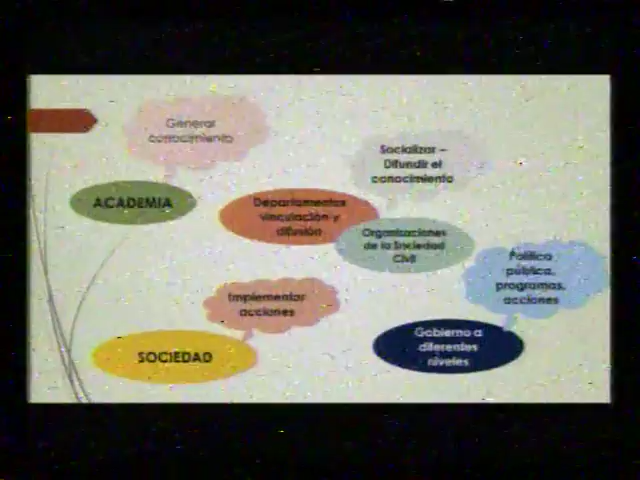 Generar
conocimiento
Socializar –
Difundir el
conocimiento
ACADEMIA
Departamentos
vinculación y
difusión
Organizaciones
de la Sociedad
Civil
Política
pública,
programas,
acciones
Implementar
acciones
Gobierno a
diferentes
niveles
SOCIEDAD